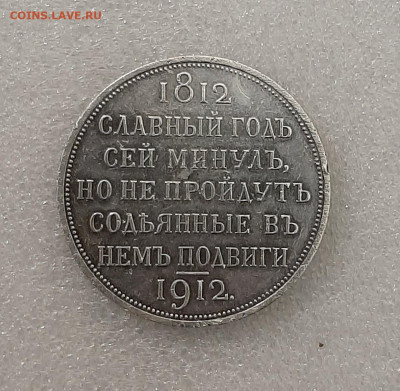 COINS.LAVE.RU
1812
СЛАВНЫЙ ГОДЪ
СЕЙ МИНУЛЪ,
НО НЕ ПРОЙДУТЪ
СОДѢЯННЫЕ ВЪ
НЕМЪ ПОДВИГИ
1912.